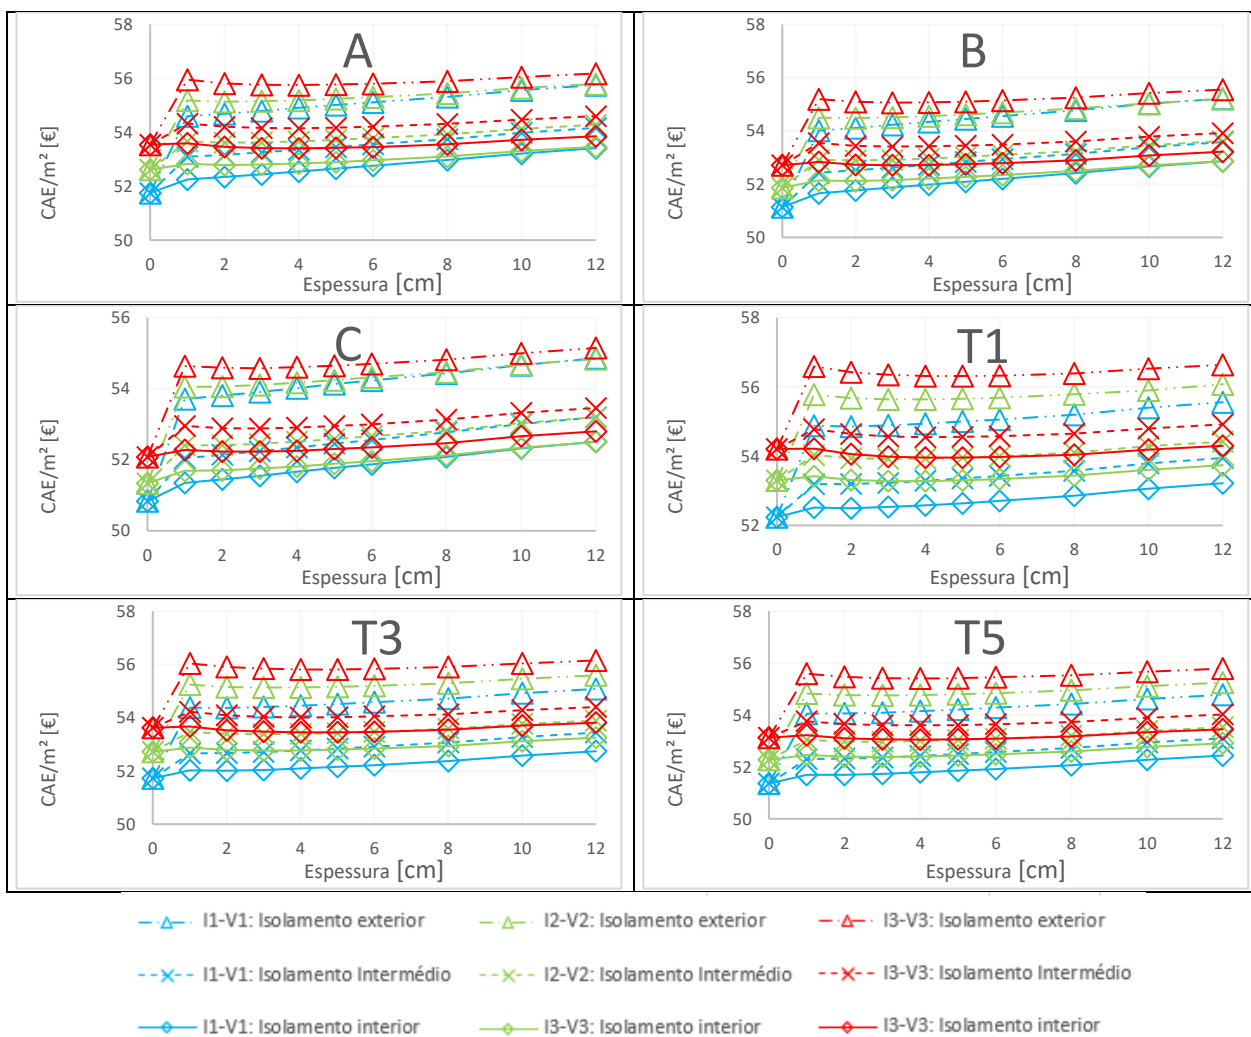 A
58
56
54
52
50
CAE/m² [€]
0 2 4 6 8 10 12
Espessura [cm]
B
58
56
54
52
50
CAE/m² [€]
0 2 4 6 8 10 12
Espessura [cm]
C
56
54
52
50
CAE/m² [€]
0 2 4 6 8 10 12
Espessura [cm]
T1
58
56
54
52
CAE/m² [€]
0 2 4 6 8 10 12
Espessura [cm]
T3
58
56
54
52
50
CAE/m² [€]
0 2 4 6 8 10 12
Espessura [cm]
T5
58
56
54
52
50
CAE/m² [€]
0 2 4 6 8 10 12
Espessura [cm]
I1-V1: Isolamento exterior
I2-V2: Isolamento exterior
I3-V3: Isolamento exterior
I1-V1: Isolamento Intermédio
I2-V2: Isolamento Intermédio
I3-V3: Isolamento Intermédio
I1-V1: Isolamento interior
I3-V3: Isolamento interior
I3-V3: Isolamento interior